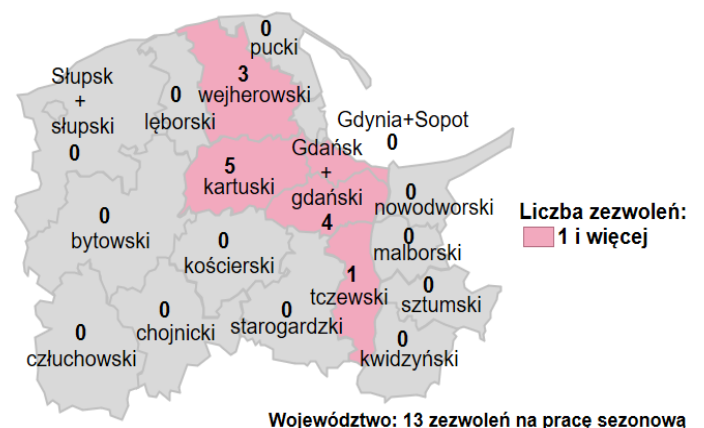 0
pucki
3
wejherowski
Słupsk
+
słupski
0
0
lęborski
Gdynia+Sopot
0
Gdańsk
+
gdański
4
5
kartuski
0
nowodworski
Liczba zezwoleń:
1 i więcej
0
bytowski
0
kościerski
0
malborski
1
tczewski
0
sztumski
0
człuchowski
0
chojnicki
0
starogardzki
0
kwidzyński
Województwo: 13 zezwoleń na pracę sezonową